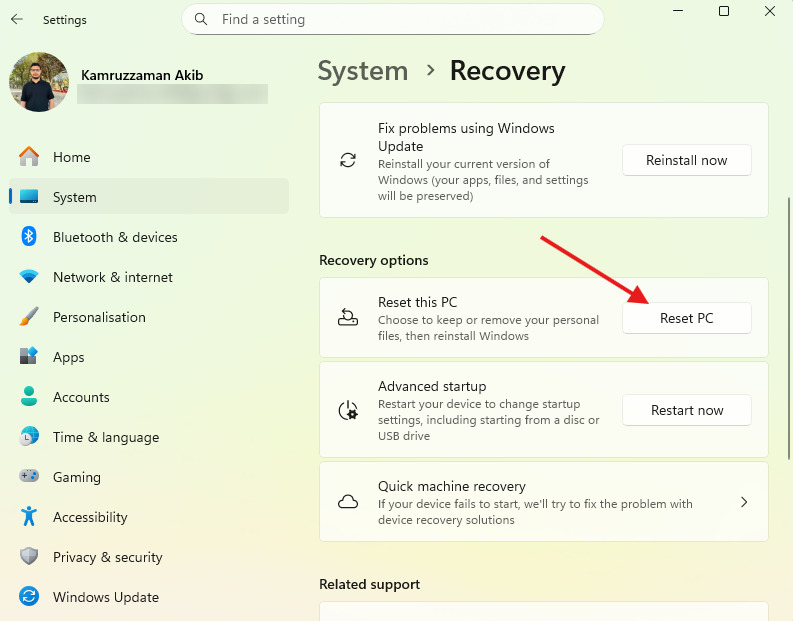 Settings
Find a setting
Kamruzzaman Akib
Home
System
Bluetooth & devices
Network & internet
Personalisation
Apps
Accounts
Time & language
Gaming
Accessibility
Privacy & security
Windows Update
System > Recovery
Fix problems using Windows
Update
Reinstall your current version of
Windows (your apps, files, and settings
will be preserved)
Reinstall now
Recovery options
Reset this PC
Choose to keep or remove your personal
files, then reinstall Windows
Reset PC
Advanced startup
Restart your device to change startup
settings, including starting from a disc or
USB drive
Restart now
Quick machine recovery
If your device fails to start, we'll try to fix the problem with
device recovery solutions
Related support